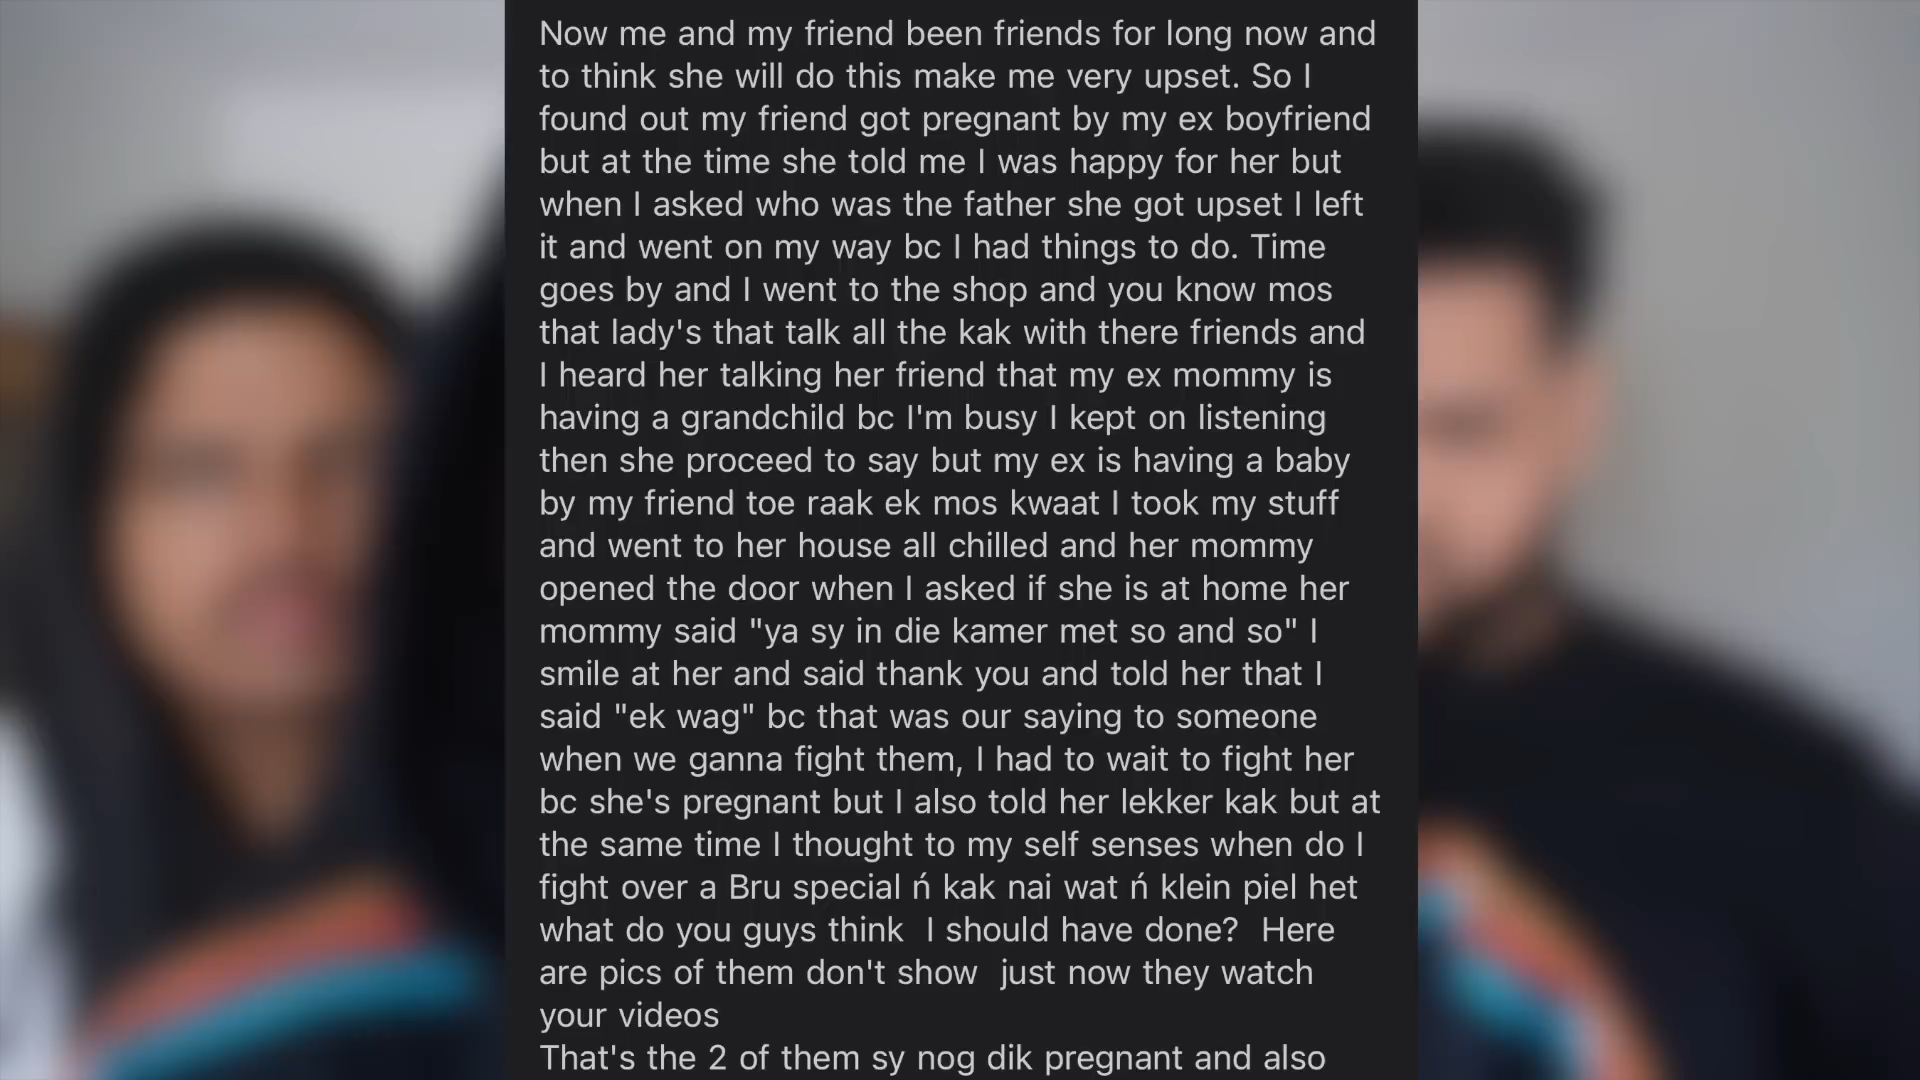 Now me and my friend been friends for long now and
to think she will do this make me very upset. So I
found out my friend got pregnant by my ex boyfriend
but at the time she told me I was happy for her but
when I asked who was the father she got upset I left
it and went on my way bc I had things to do. Time
goes by and I went to the shop and you know mos
that lady's that talk all the kak with there friends and
I heard her talking her friend that my ex mommy is
having a grandchild bc I'm busy I kept on listening
then she proceed to say but my ex is having a baby
by my friend toe raak ek mos kwaat I took my stuff
and went to her house all chilled and her mommy
opened the door when I asked if she is at home her
mommy said "ya sy in die kamer met so and so" I
smile at her and said thank you and told her that I
said "ek wag" bc that was our saying to someone
when we ganna fight them, I had to wait to fight her
bc she's pregnant but I also told her lekker kak but at
the same time I thought to my self senses when do I
fight over a Bru special ń kak nai wat ń klein piel het
what do you guys think  I should have done?  Here
are pics of them don't show  just now they watch
your videos
That's the 2 of them sy nog dik pregnant and also